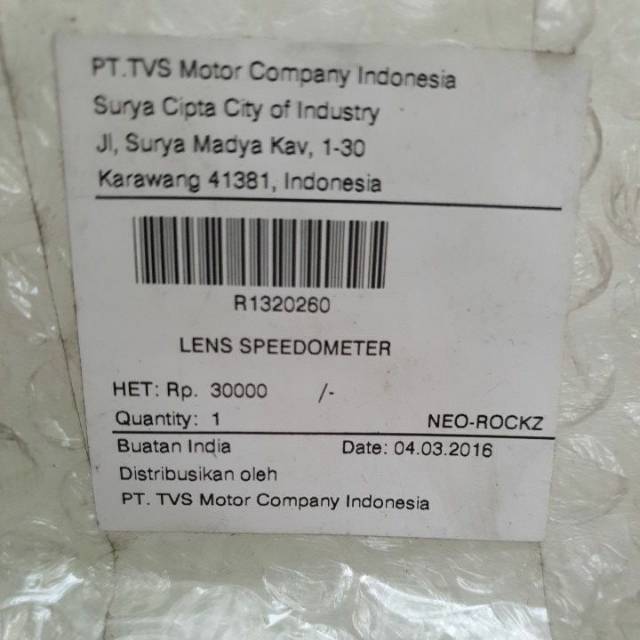 PT.TVS Motor Company Indonesia
Surya Cipta City of Industry
Jl, Surya Madya Kav, 1-30
Karawang 41381, Indonesia
R1320260
LENS SPEEDOMETER
HET: Rp. 30000 /-
Quantity: 1 NEO-ROCKZ
Buatan India Date: 04.03.2016
Distribusikan oleh
PT. TVS Motor Company Indonesia